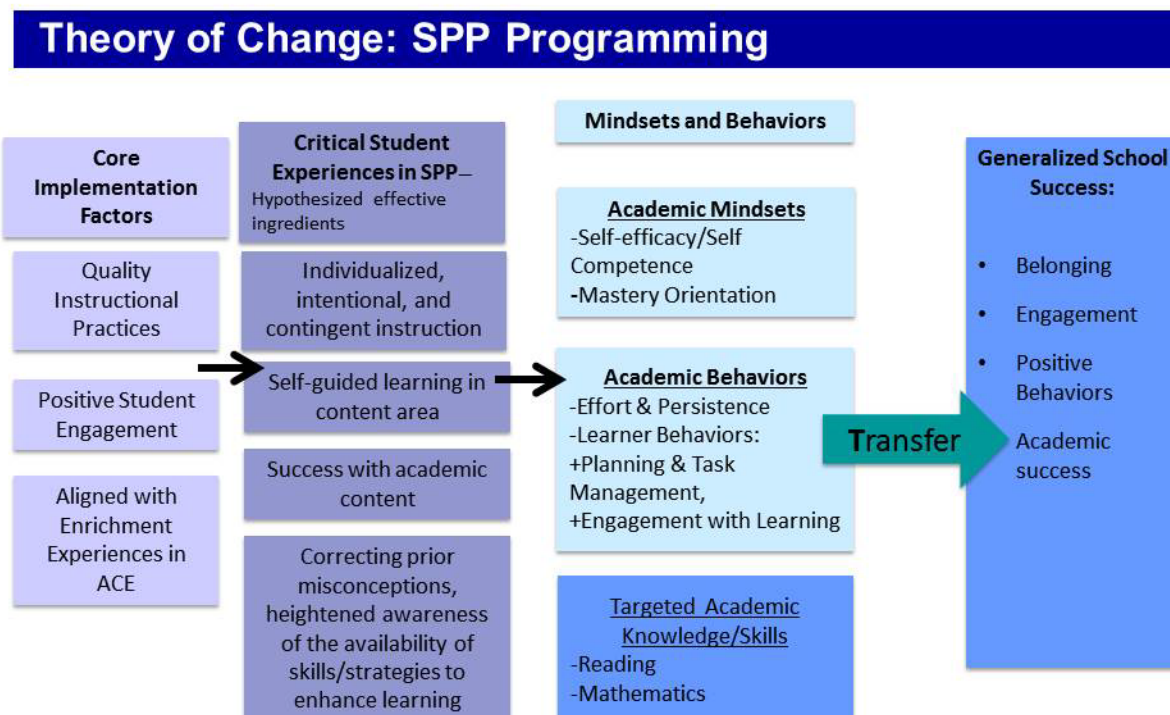 Theory of Change: SPP Programming
Core
Implementation
Factors
Quality
Instructional
Practices
Positive Student
Engagement
Aligned with
Enrichment
Experiences in
ACE
Critical Student
Experiences in SPP–
Hypothesized effective
ingredients
Individualized,
intentional, and
contingent instruction
Self-guided learning in
content area
Success with academic
content
Correcting prior
misconceptions,
heightened awareness
of the availability of
skills/strategies to
enhance learning
Mindsets and Behaviors
Academic Mindsets
-Self-efficacy/Self
Competence
-Mastery Orientation
Academic Behaviors
-Effort & Persistence
-Learner Behaviors:
+Planning & Task
Management,
+Engagement with Learning
Targeted Academic
Knowledge/Skills
-Reading
-Mathematics
Transfer
Generalized School
Success:
• Belonging
• Engagement
• Positive
Behaviors
• Academic
success